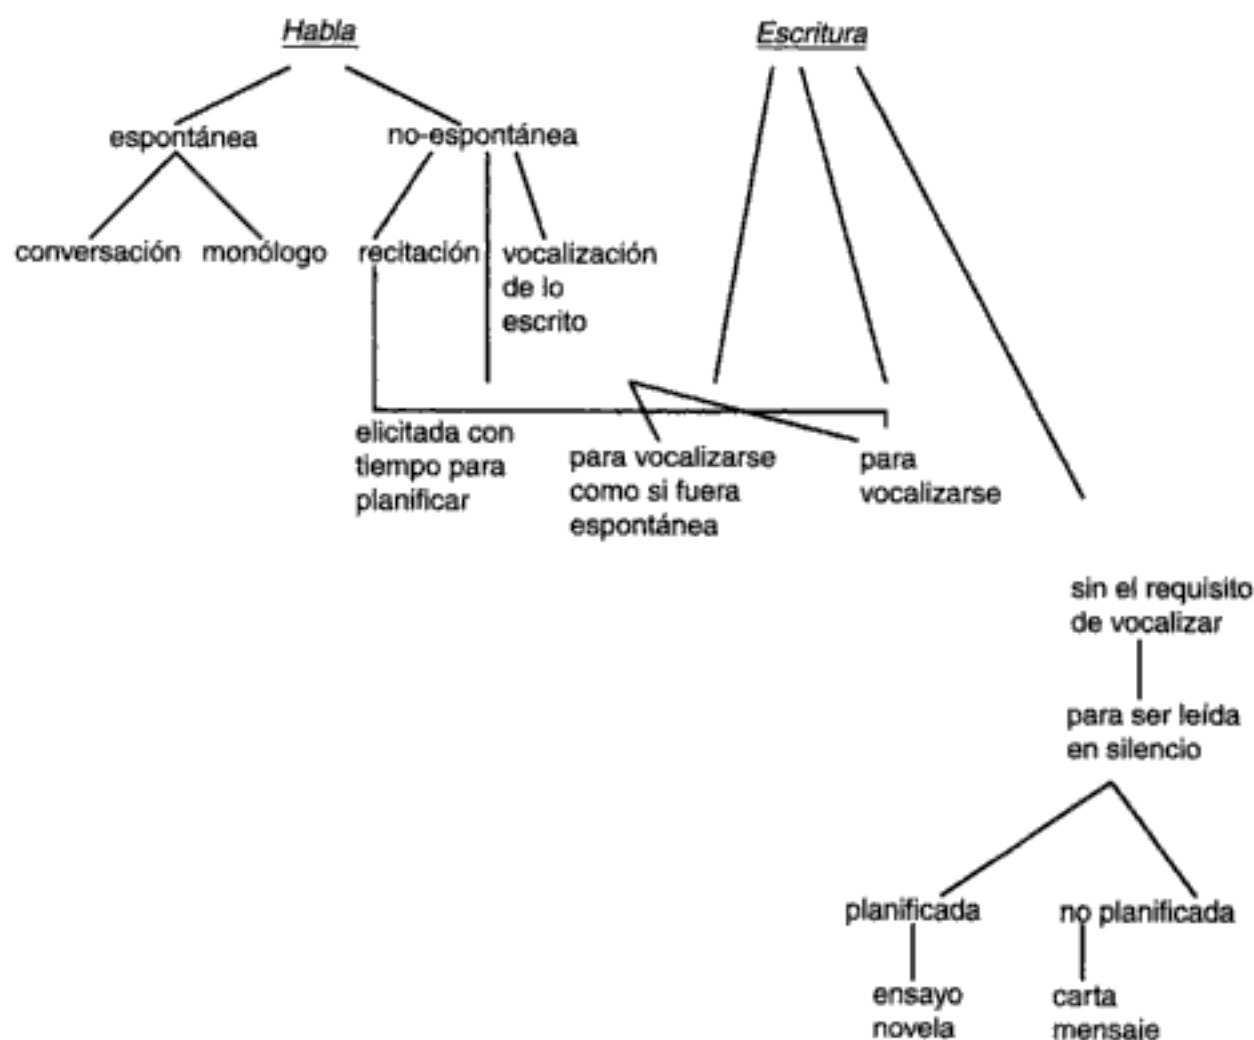 Habla
Escritura
espontánea
no-espontánea
conversación
monólogo
recitación
vocalización
de lo
escrito
elicitada con
tiempo para
planificar
para vocalizarse
como si fuera
espontánea
para
vocalizarse
sin el requisito
de vocalizar
para ser leída
en silencio
planificada
no planificada
ensayo
novela
carta
mensaje